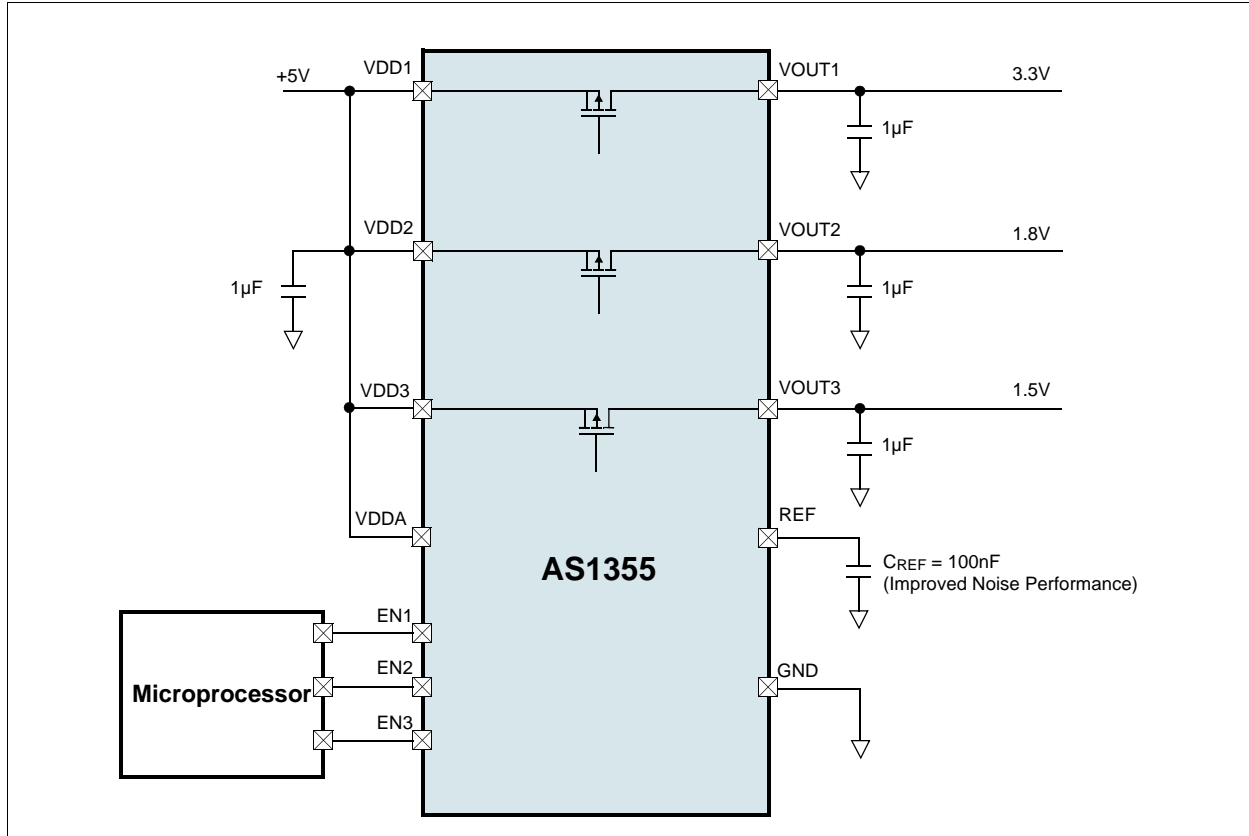 +5V
VDD1
VOUT1
3.3V
1µF
VDD2
VOUT2
1.8V
1µF
1µF
VDD3
VOUT3
1.5V
1µF
VDDA
REF
AS1355
CREF = 100nF
(Improved Noise Performance)
EN1
EN2
GND
Microprocessor
EN3